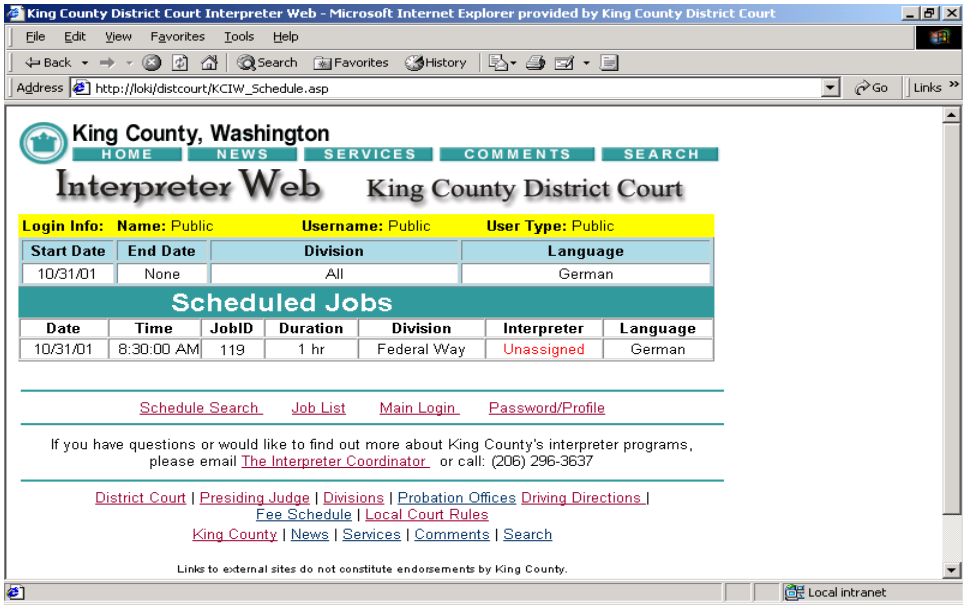 King County District Court Interpreter Web - Microsoft Internet Explorer provided by King County District Court
File Edit View Favorites Tools Help
Back Search Favorites History
Address http://loki/distcourt/KCIW_Schedule.asp Go Links »
King County, Washington
HOME NEWS SERVICES COMMENTS SEARCH
Interpreter Web King County District Court
Login Info: Name: Public Username: Public User Type: Public
Start Date End Date Division Language
10/31/01 None All German
Scheduled Jobs
Date Time JobID Duration Division Interpreter Language
10/31/01 8:30:00 AM 119 1 hr Federal Way Unassigned German
Schedule Search Job List Main Login Password/Profile
If you have questions or would like to find out more about King County's interpreter programs,
please email The Interpreter Coordinator or call: (206) 296-3637
District Court | Presiding Judge | Divisions | Probation Offices Driving Directions |
Fee Schedule | Local Court Rules
King County | News | Services | Comments | Search
Links to external sites do not constitute endorsements by King County.
Local intranet